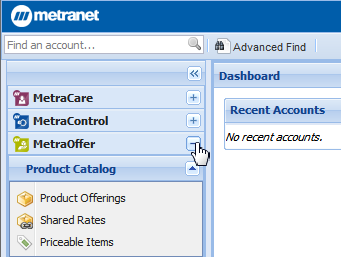 metranet
Find an account...
Advanced Find
MetraCare
MetraControl
MetraOffer
Product Catalog
Product Offerings
Shared Rates
Priceable Items
Dashboard
Recent Accounts
No recent accounts.